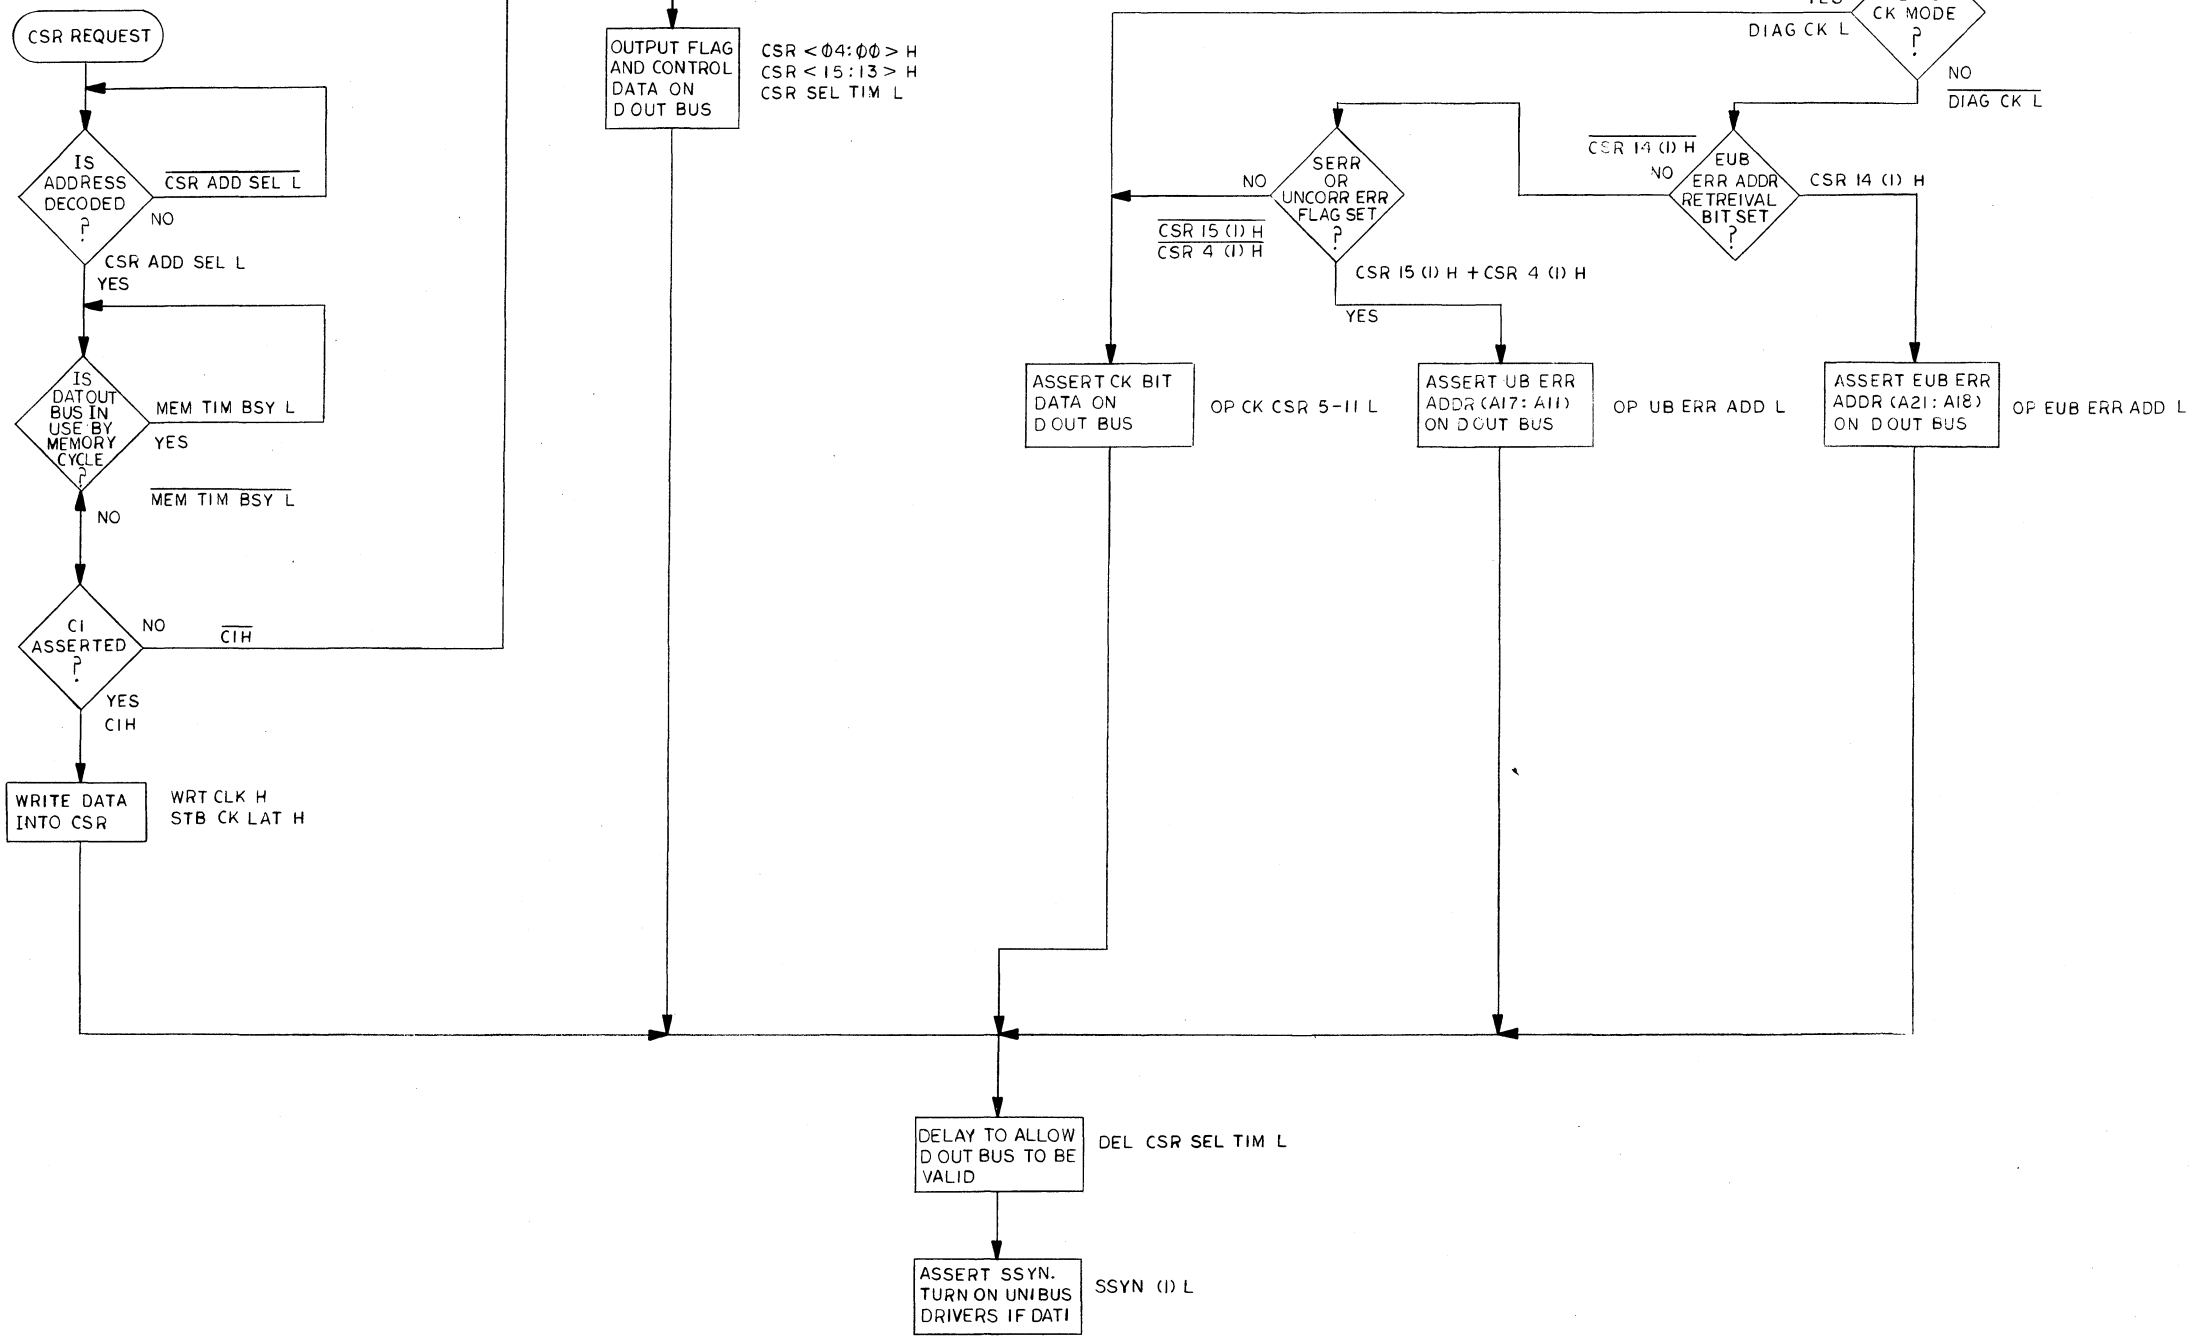 CSR REQUEST
IS
ADDRESS
DECODED
?
CSR ADD SEL L
NO
CSR ADD SEL L
YES
IS
DATOUT
BUS IN
USE BY
MEMORY
CYCLE
?
MEM TIM BSY L
YES
MEM TIM BSY L
NO
C1
ASSERTED
?
NO
C1H
YES
C1H
WRITE DATA
INTO CSR
WRT CLK H
STB CK LAT H
OUTPUT FLAG
AND CONTROL
DATA ON
D OUT BUS
CSR <04:00> H
CSR <15:13> H
CSR SEL TIM L
YES
DIAG CK L
CK MODE
?
NO
DIAG CK L
EUB
ERR ADDR
RETREIVAL
BIT SET
?
CSR 14 (1) H
NO
CSR 14 (1) H
SERR
OR
UNCORR ERR
FLAG SET
?
NO
CSR 15 (1) H
CSR 4 (1) H
CSR 15 (1) H + CSR 4 (1) H
YES
ASSERT CK BIT
DATA ON
D OUT BUS
OP CK CSR 5-11 L
ASSERT UB ERR
ADDR (A17: A11)
ON D OUT BUS
OP UB ERR ADD L
ASSERT EUB ERR
ADDR (A21: A18)
ON D OUT BUS
OP EUB ERR ADD L
DELAY TO ALLOW
D OUT BUS TO BE
VALID
DEL CSR SEL TIM L
ASSERT SSYN.
TURN ON UNIBUS
DRIVERS IF DATI
SSYN (1) L